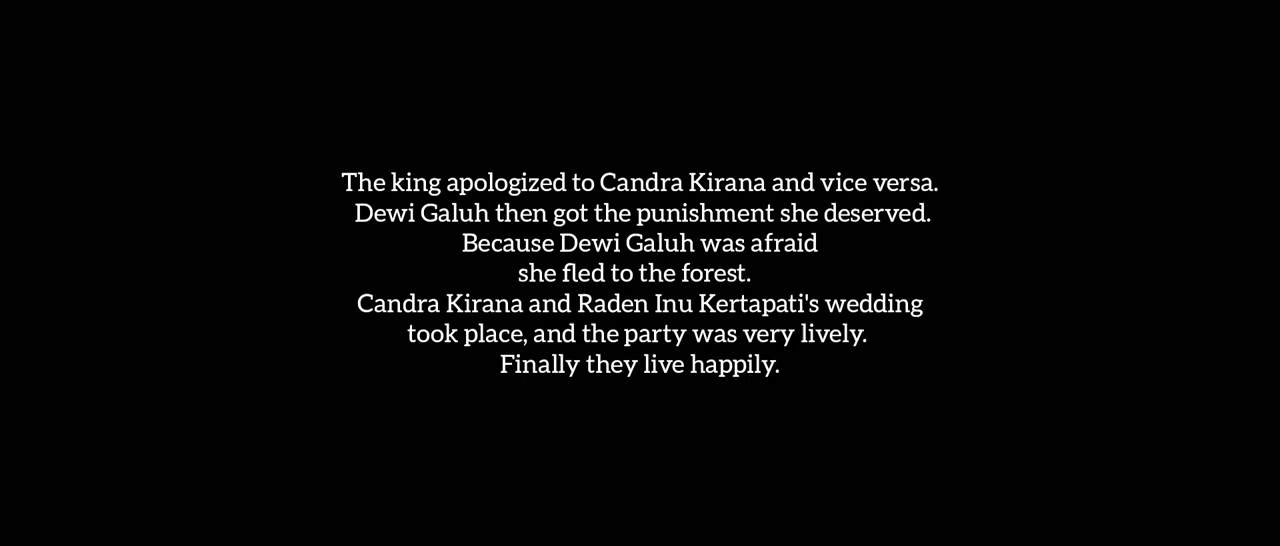 The king apologized to Candra Kirana and vice versa.
Dewi Galuh then got the punishment she deserved.
Because Dewi Galuh was afraid
she fled to the forest.
Candra Kirana and Raden Inu Kertapati's wedding
took place, and the party was very lively.
Finally they live happily.